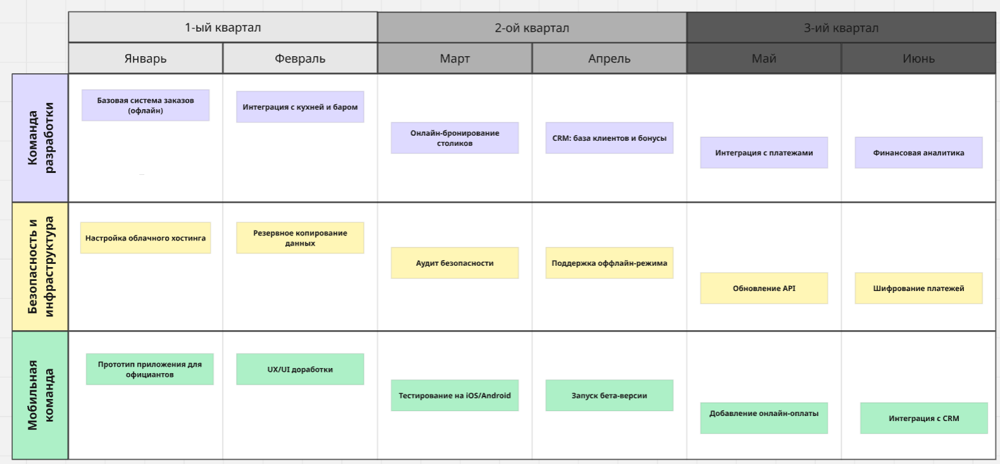 1-ый квартал
2-ой квартал
3-ий квартал
Январь
Февраль
Март
Апрель
Май
Июнь
Команда
разработки
Базовая система заказов
(офлайн)
Интеграция с кухней и баром
Онлайн-бронирование
столиков
CRM: база клиентов и бонусы
Интеграция с платежами
Финансовая аналитика
Безопасность и
инфраструктура
Настройка облачного хостинга
Резервное копирование
данных
Аудит безопасности
Поддержка оффлайн-режима
Обновление API
Шифрование платежей
Мобильная
команда
Прототип приложения для
официантов
UX/UI доработки
Тестирование на iOS/Android
Запуск бета-версии
Добавление онлайн-оплаты
Интеграция с CRM